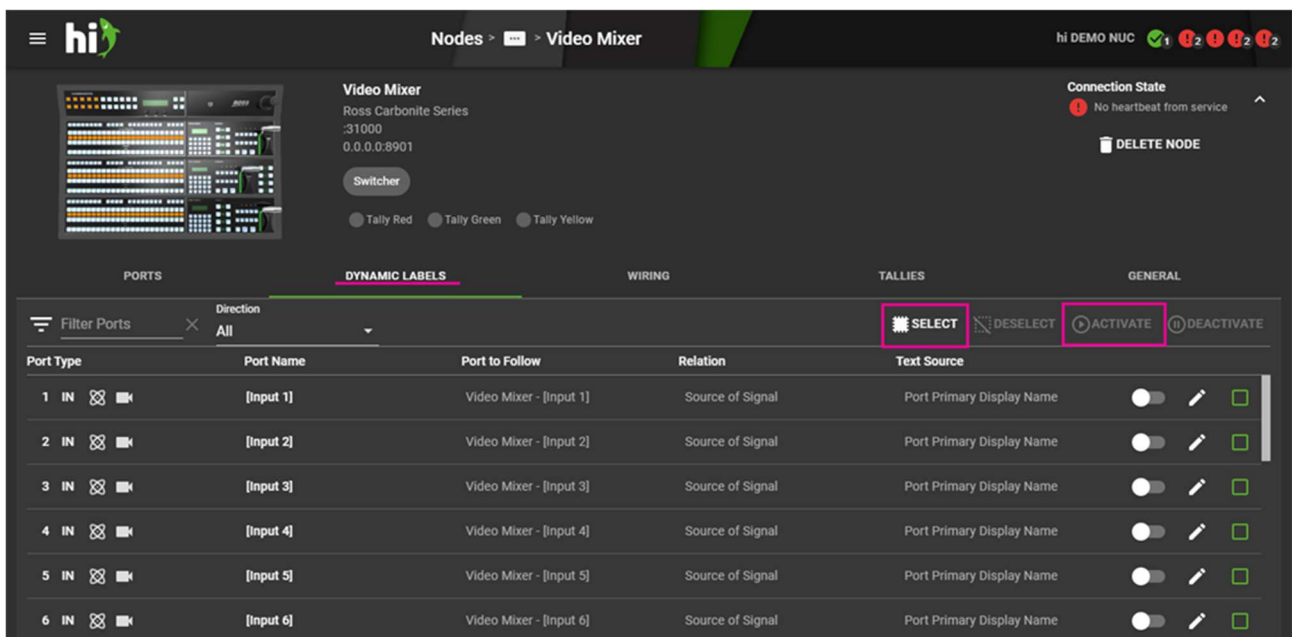 hi
Nodes > ... > Video Mixer
hi DEMO NUC 1 ! 2 ! ! 2 ! 2
Video Mixer
Ross Carbonite Series
:31000
0.0.0.0:8901
Switcher
Tally Red Tally Green Tally Yellow
Connection State
! No heartbeat from service
DELETE NODE
PORTS DYNAMIC LABELS WIRING TALLIES GENERAL
Filter Ports
Direction
All
SELECT DESELECT ACTIVATE DEACTIVATE
Port Type Port Name Port to Follow Relation Text Source
1 IN [Input 1] Video Mixer - [Input 1] Source of Signal Port Primary Display Name
2 IN [Input 2] Video Mixer - [Input 2] Source of Signal Port Primary Display Name
3 IN [Input 3] Video Mixer - [Input 3] Source of Signal Port Primary Display Name
4 IN [Input 4] Video Mixer - [Input 4] Source of Signal Port Primary Display Name
5 IN [Input 5] Video Mixer - [Input 5] Source of Signal Port Primary Display Name
6 IN [Input 6] Video Mixer - [Input 6] Source of Signal Port Primary Display Name